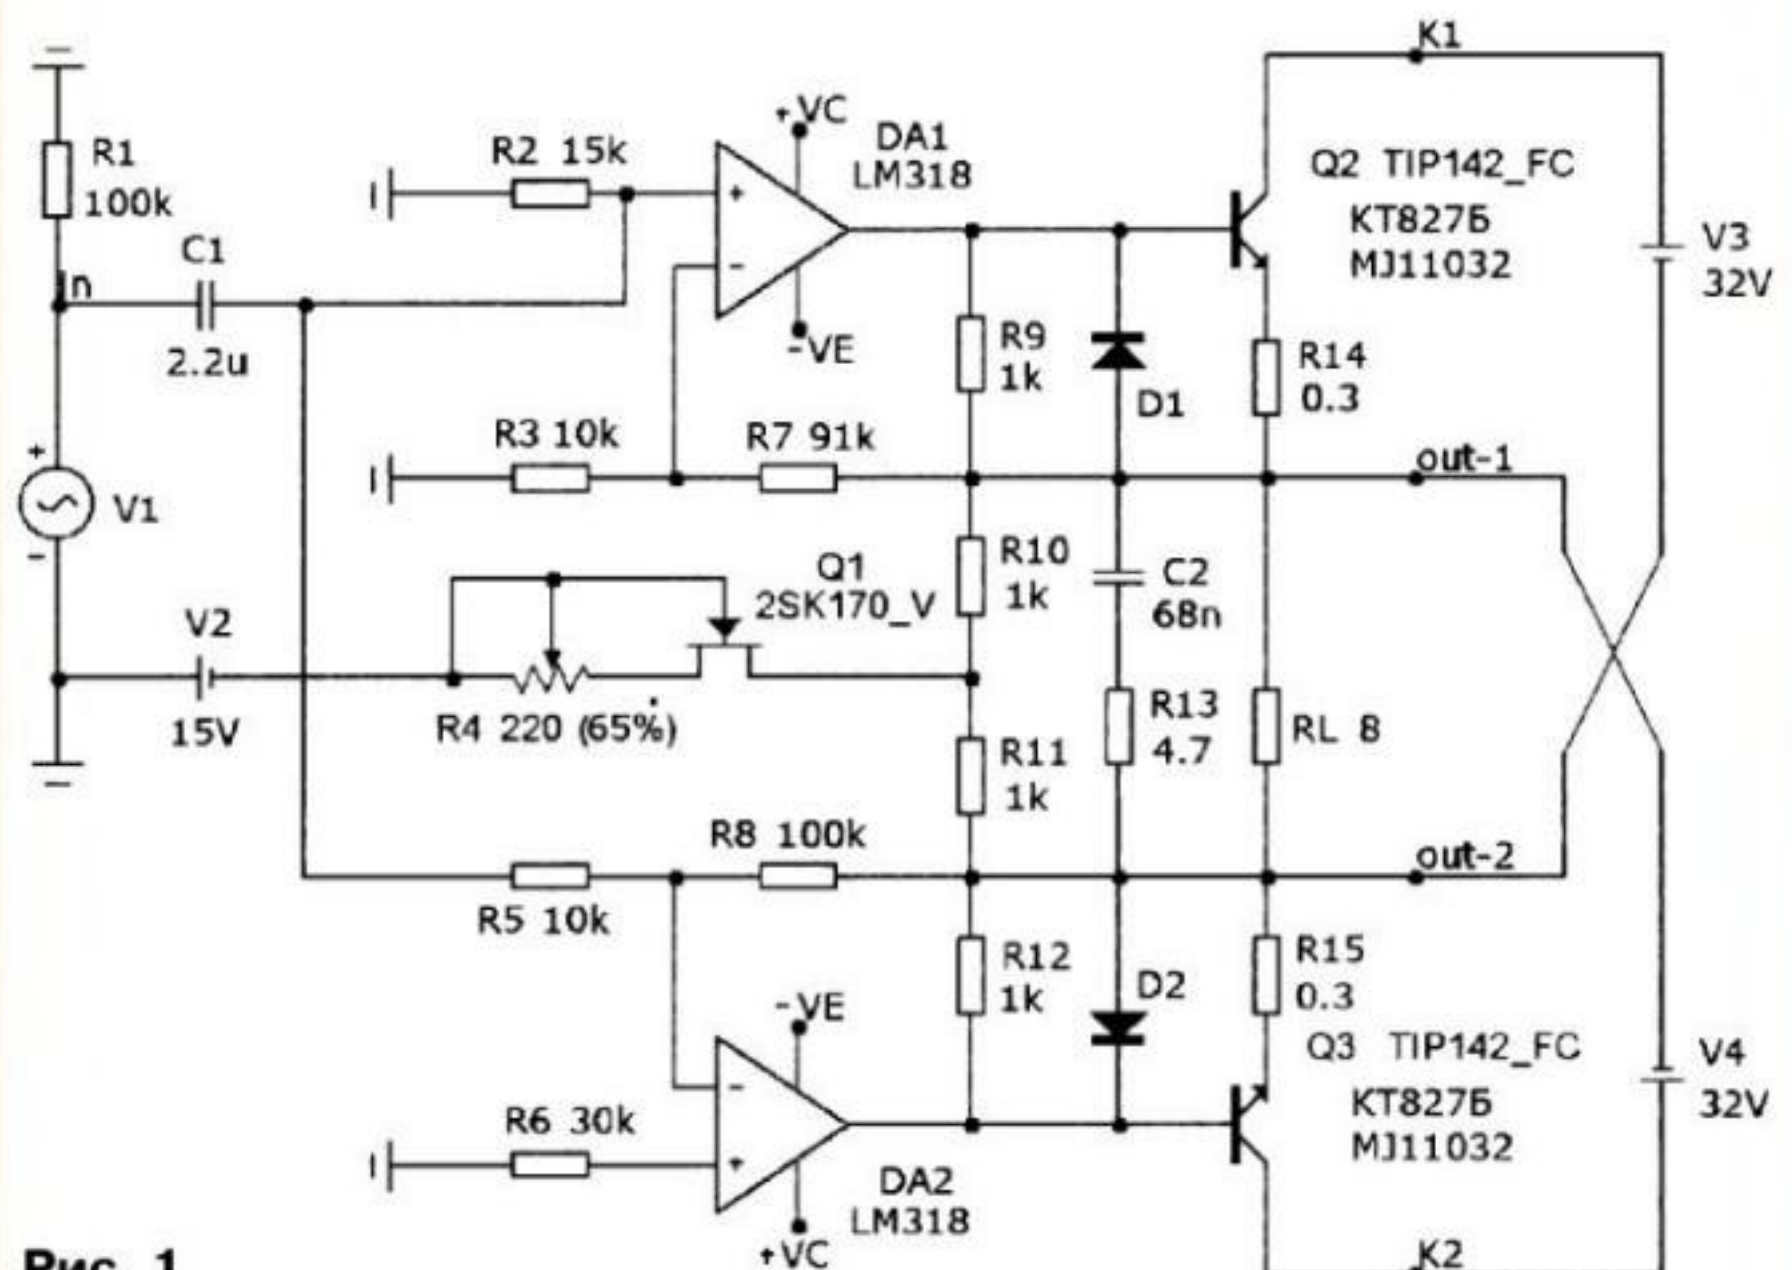 K1
+VC
DA1
LM318
R2 15k
R1
100k
Q2 TIP142_FC
КТ827Б
MJ11032
+
-
V3
32V
C1
In
2.2u
-VE
R9
1k
D1
R14
0.3
R3 10k
R7 91k
out-1
+
V1
-
Q1
2SK170_V
R10
1k
C2
68n
V2
15V
R4 220 (65%)
R13
4.7
RL 8
R11
1k
R8 100k
out-2
R5 10k
R12
1k
D2
R15
0.3
-VE
Q3 TIP142_FC
КТ827Б
MJ11032
V4
32V
-
+
R6 30k
DA2
LM318
+VC
K2
Рис. 1